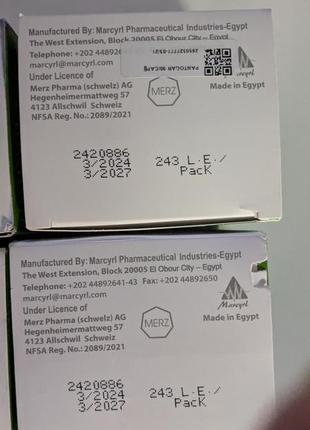 Manufactured By: Marcyrl Pharmaceutical Industries-Egypt
The West Extension, Block 20005 El Obour City – Egypt
Telephone: +202 44892
marcyrl.com
PANTOGAR 90/CAPS
Under Licence of
Merz Pharma (schweiz) AG
Hegenheimermattweg 57
4123 Allschwil Schweiz
NFSA Reg. No.: 2089/2021
MERZ
Marcyrl
Made in Egypt
2420886
3/2024
3/2027
243 L.E./
Pack
Manufactured By: Marcyrl Pharmaceutical Industries-Egypt
The West Extension, Block 20005 El Obour City – Egypt
Telephone: +202 44892641-43 Fax: +202 44892650
marcyrl@marcyrl.com
Under Licence of
Merz Pharma (schweiz) AG
Hegenheimermattweg 57
4123 Allschwil Schweiz
NFSA Reg. No.: 2089/2021
MERZ
Marcyrl
Made in Egypt
2420886
3/2024
3/2027
243 L.E./
Pack